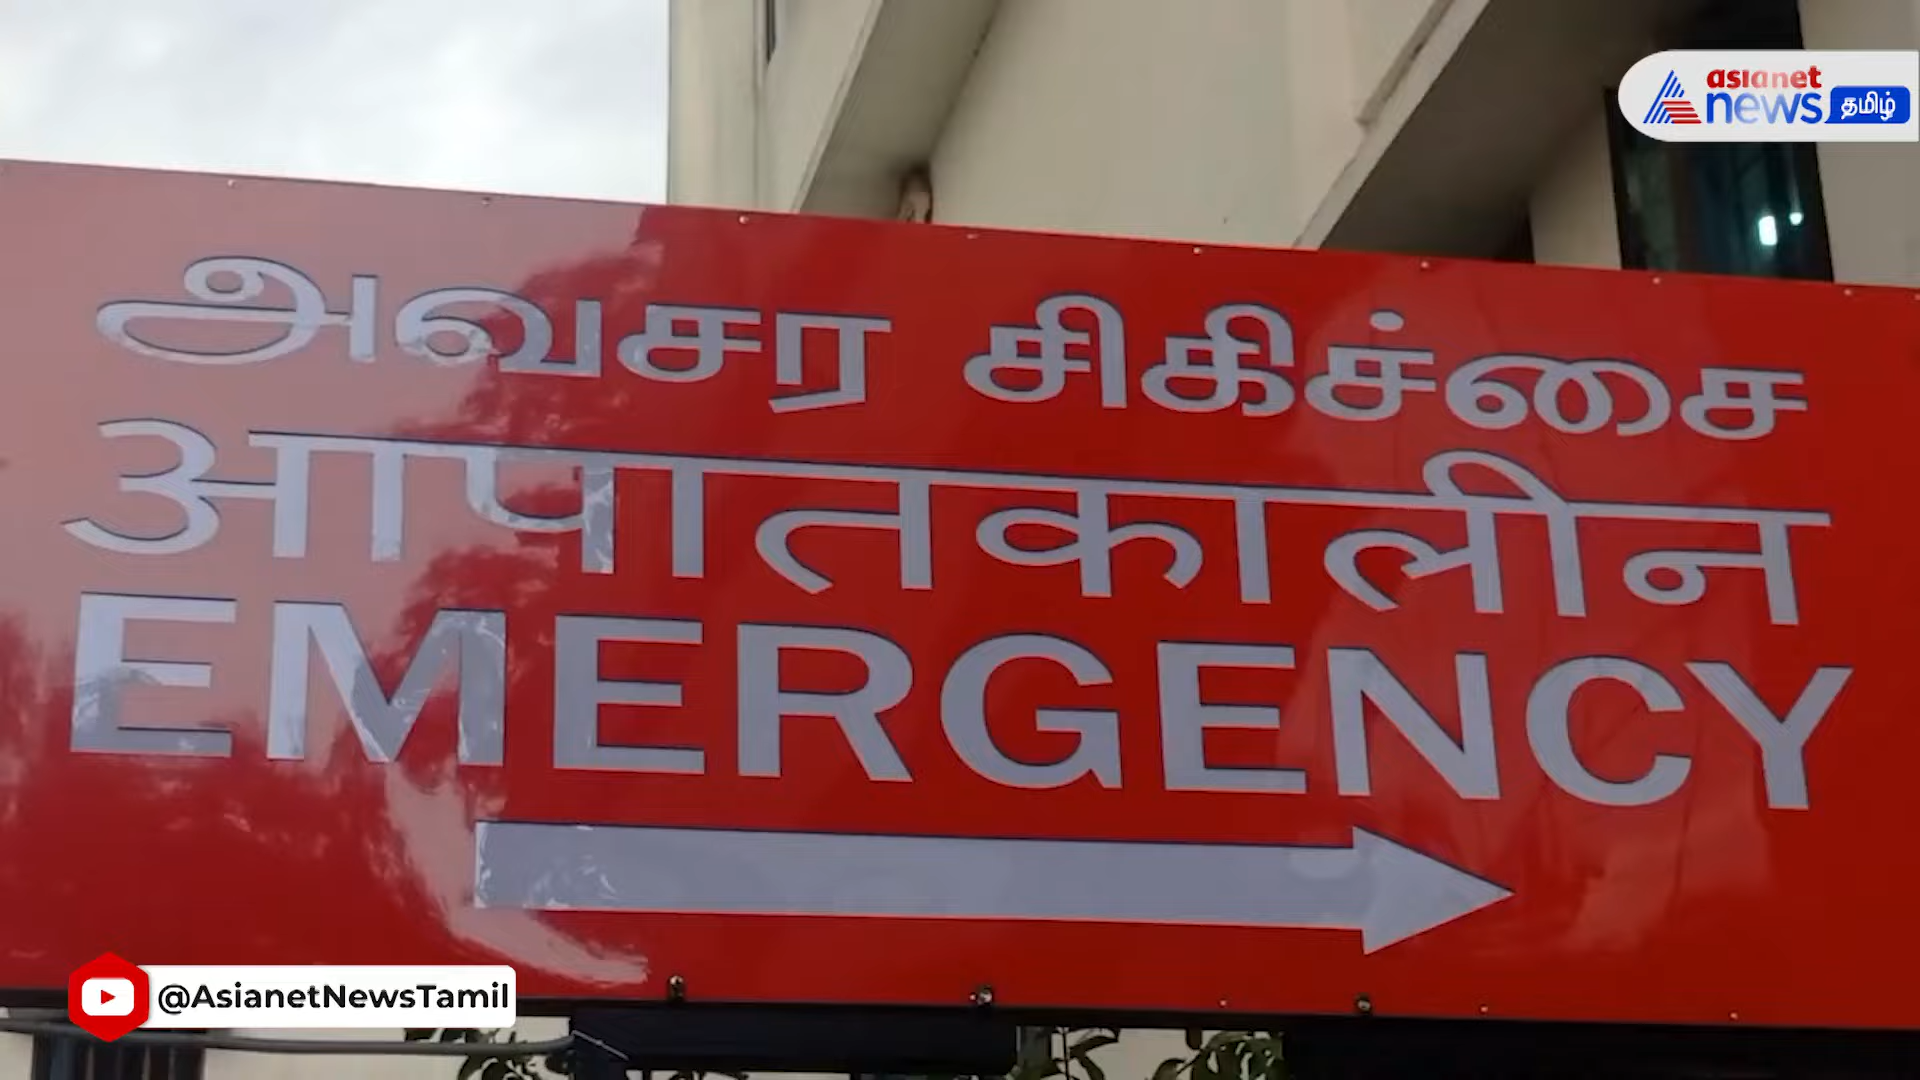 asianet
news தமிழ்
அவசர சிகிச்சை
आपातकालीन
EMERGENCY
@AsianetNewsTamil